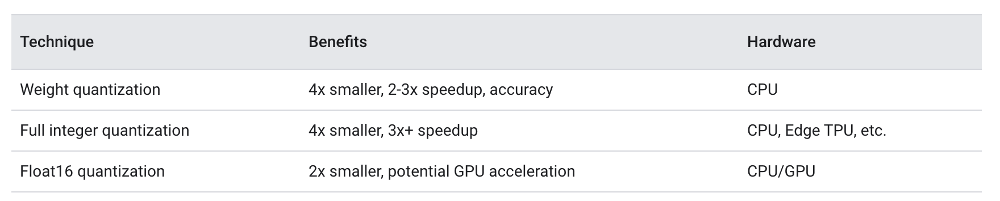 Technique Benefits Hardware
Weight quantization 4x smaller, 2-3x speedup, accuracy CPU
Full integer quantization 4x smaller, 3x+ speedup CPU, Edge TPU, etc.
Float16 quantization 2x smaller, potential GPU acceleration CPU/GPU